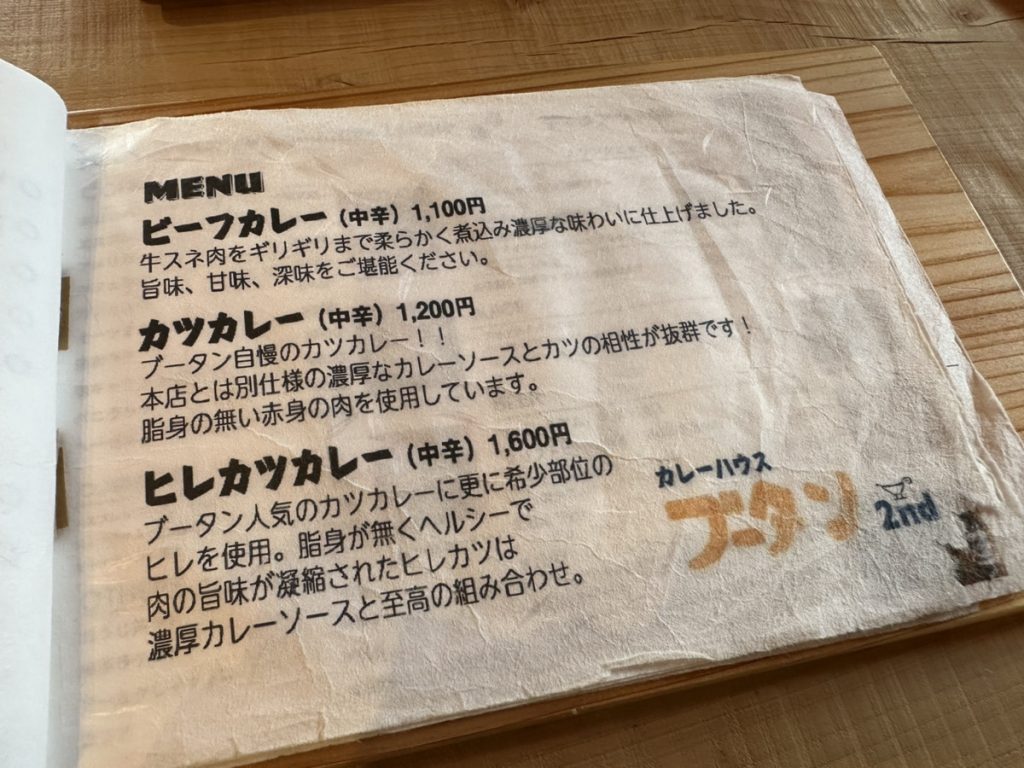 MENU
ビーフカレー（中辛）1,100円
牛スネ肉をギリギリまで柔らかく煮込み濃厚な味わいに仕上げました。
旨味、甘味、深味をご堪能ください。
カツカレー（中辛）1,200円
ブータン自慢のカツカレー！！
本店とは別仕様の濃厚なカレーソースとカツの相性が抜群です！
脂身の無い赤身の肉を使用しています。
ヒレカツカレー（中辛）1,600円
ブータン人気のカツカレーに更に希少部位の
ヒレを使用。脂身が無くヘルシーで
肉の旨味が凝縮されたヒレカツは
濃厚カレーソースと至高の組み合わせ。
カレーハウス
ブータン 2nd